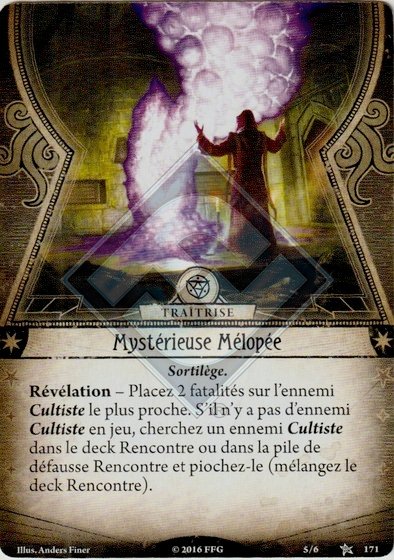 TRAÎTRISE
Mystérieuse Mélopée
Sortilège.
Révélation – Placez 2 fatalités sur l'ennemi
Cultiste le plus proche. S'il n'y a pas d'ennemi
Cultiste en jeu, cherchez un ennemi Cultiste
dans le deck Rencontre ou dans la pile de
défausse Rencontre et piochez-le (mélangez le
deck Rencontre).
Illus. Anders Finer © 2016 FFG 5/6 171